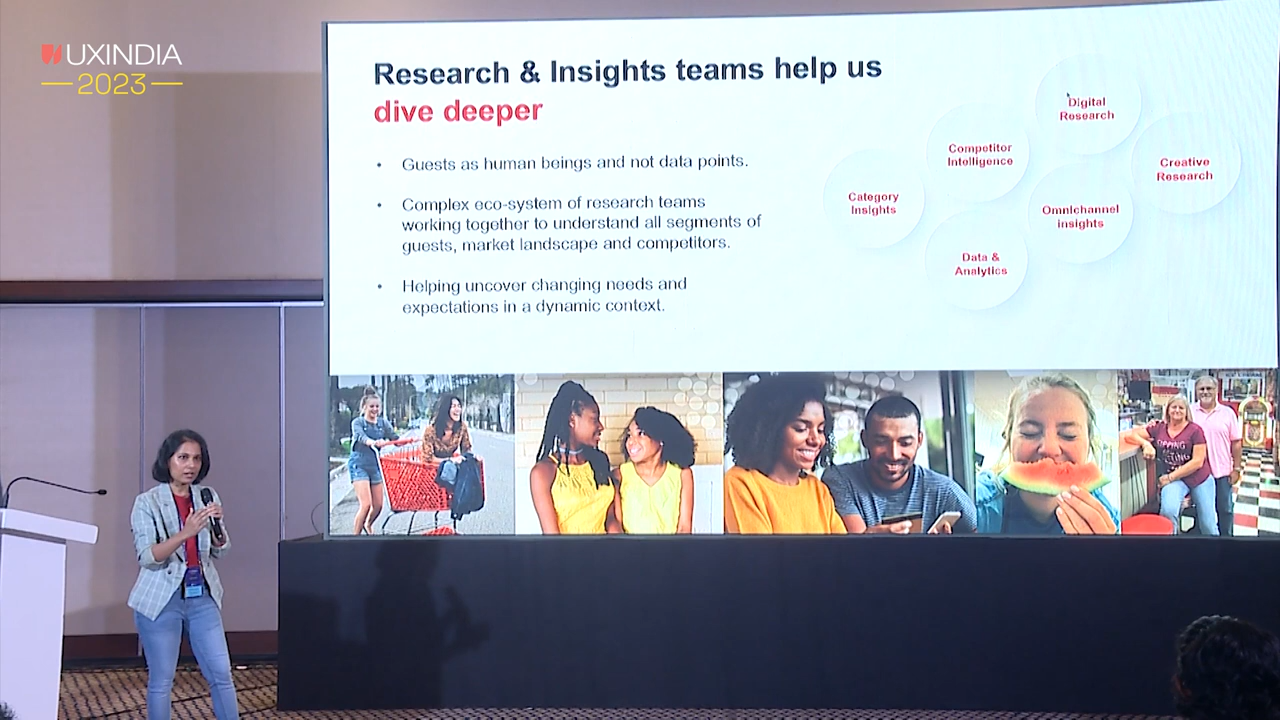 UXINDIA
2023
Research & Insights teams help us
dive deeper
• Guests as human beings and not data points.
• Complex eco-system of research teams
working together to understand all segments of
guests, market landscape and competitors.
• Helping uncover changing needs and
expectations in a dynamic context.
Digital
Research
Competitor
Intelligence
Creative
Research
Category
Insights
Omnichannel
insights
Data &
Analytics